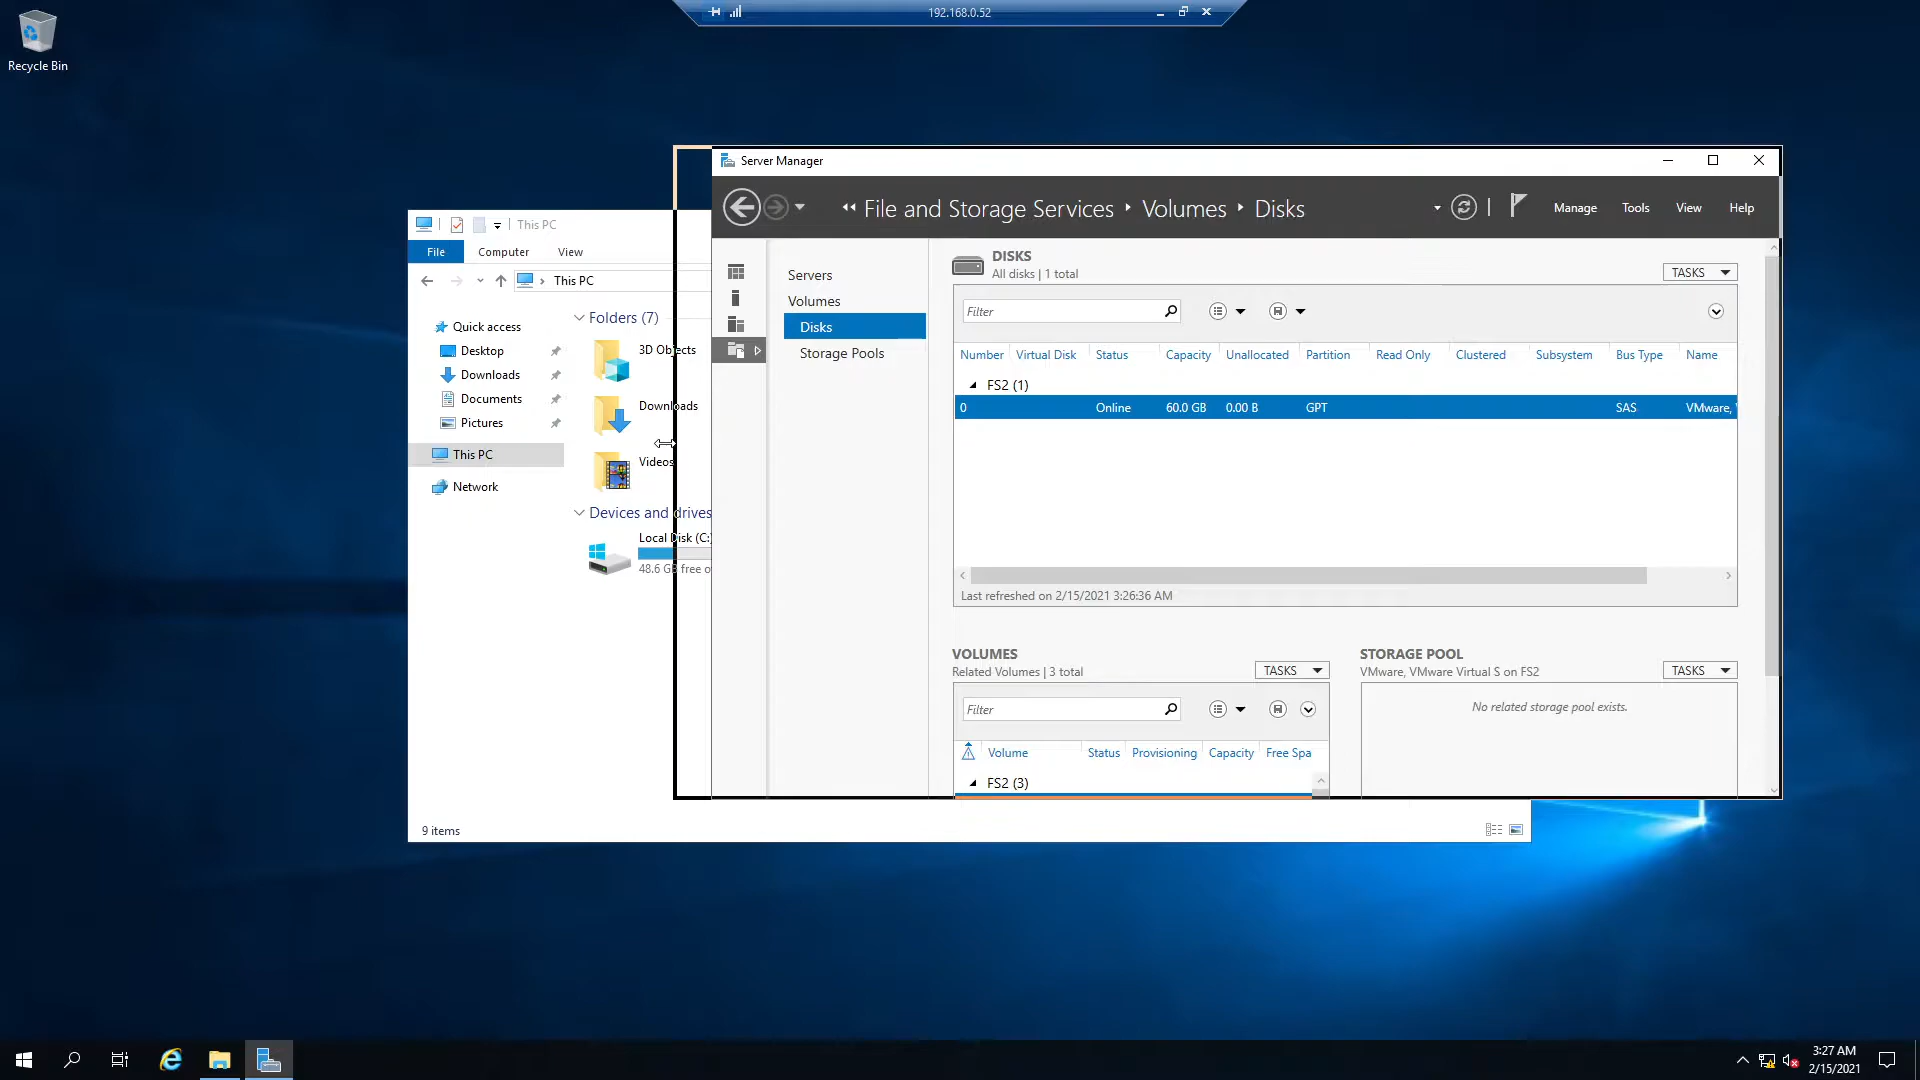 192.168.0.52
Recycle Bin
This PC
File
Computer
View
This PC
Quick access
Desktop
Downloads
Documents
Pictures
This PC
Network
Folders (7)
3D Objects
Downloads
Videos
Devices and drives
Local Disk (C:)
48.6 GB free o
9 items
Server Manager
File and Storage Services
Volumes
Disks
Manage
Tools
View
Help
Servers
Volumes
Disks
Storage Pools
DISKS
All disks | 1 total
TASKS
Filter
Number Virtual Disk Status Capacity Unallocated Partition Read Only Clustered Subsystem Bus Type Name
FS2 (1)
0 Online 60.0 GB 0.00 B GPT SAS VMware,
Last refreshed on 2/15/2021 3:26:36 AM
VOLUMES
Related Volumes | 3 total
TASKS
Filter
Volume Status Provisioning Capacity Free Spa
FS2 (3)
STORAGE POOL
VMware, VMware Virtual S on FS2
TASKS
No related storage pool exists.
3:27 AM
2/15/2021